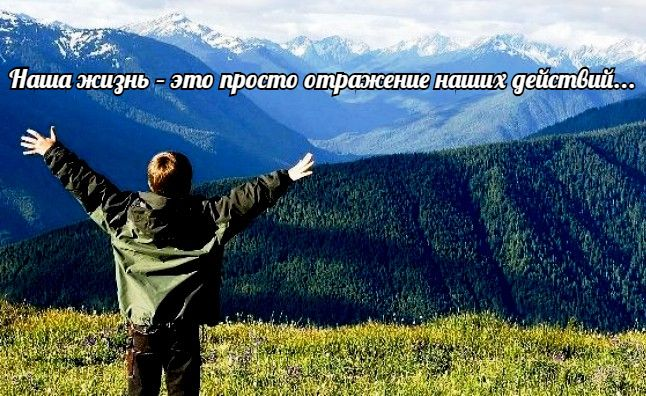 Наша жизнь - это просто отражение наших действий...